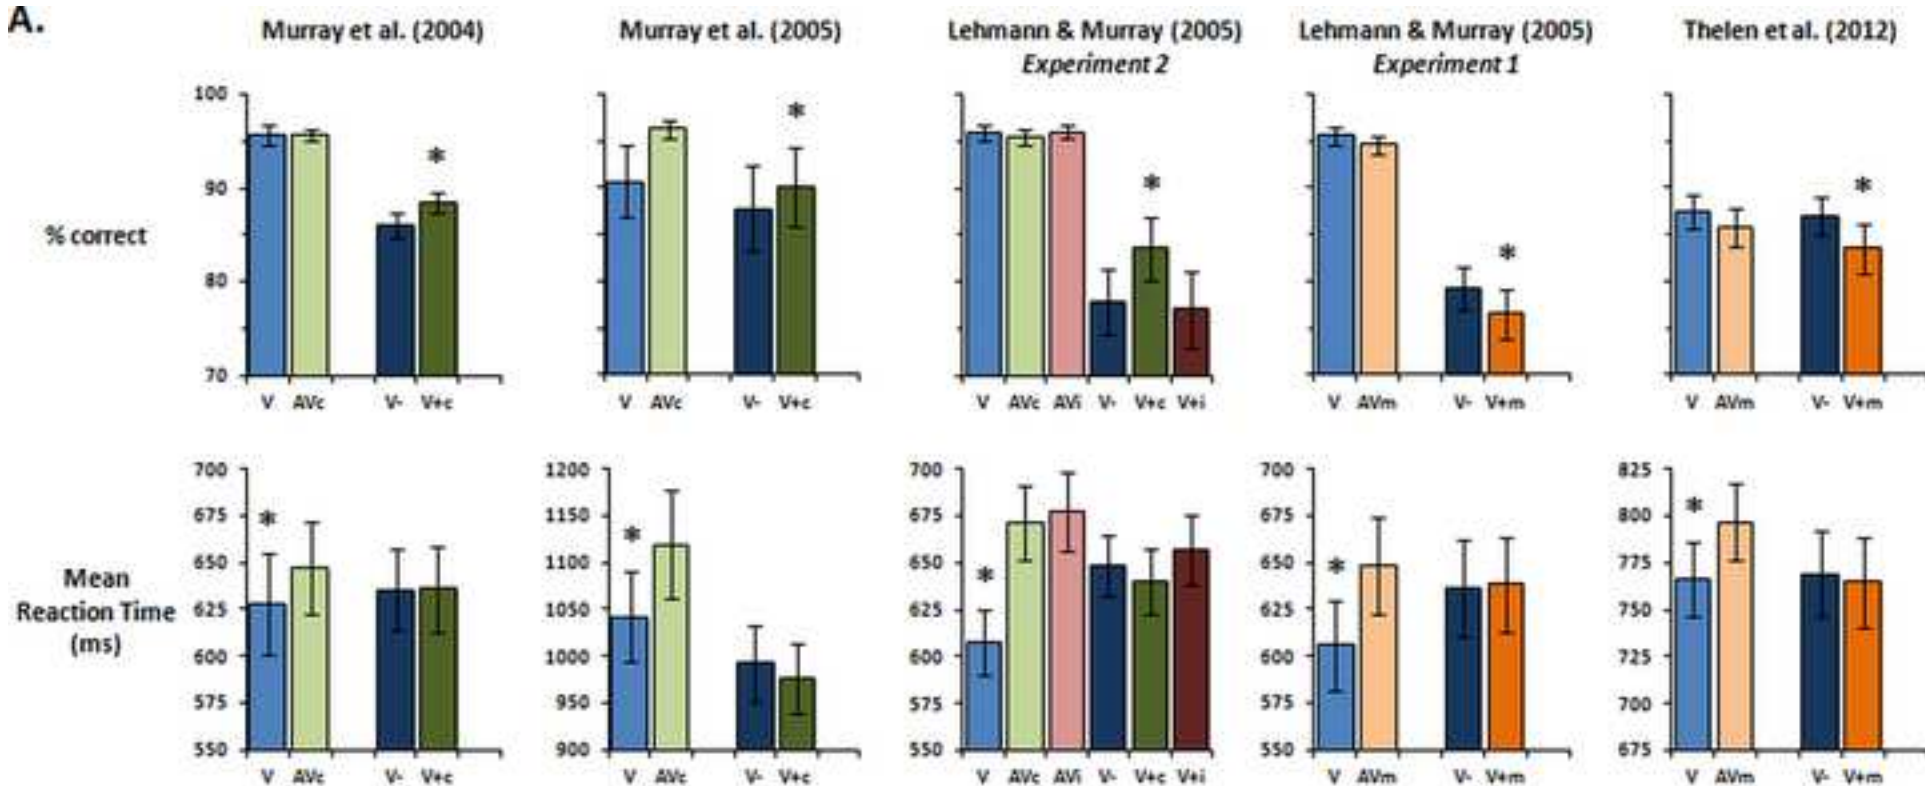 A.
Murray et al. (2004)
Murray et al. (2005)
Lehmann & Murray (2005)
Experiment 2
Lehmann & Murray (2005)
Experiment 1
Thelen et al. (2012)
% correct
100
90
80
70
V AVc V- V+c
*
V AVc V- V+c
*
V AVc AVi V- V+c V+i
*
V AVm V- V+m
*
V AVm V- V+m
*
Mean
Reaction Time
(ms)
700
675
650
625
600
575
550
*
V AVc V- V+c
1200
1150
1100
1050
1000
950
900
*
V AVc V- V+c
700
675
650
625
600
575
550
*
V AVc AVi V- V+c V+i
700
675
650
625
600
575
550
*
V AVm V- V+m
825
800
775
750
725
700
675
*
V AVm V- V+m